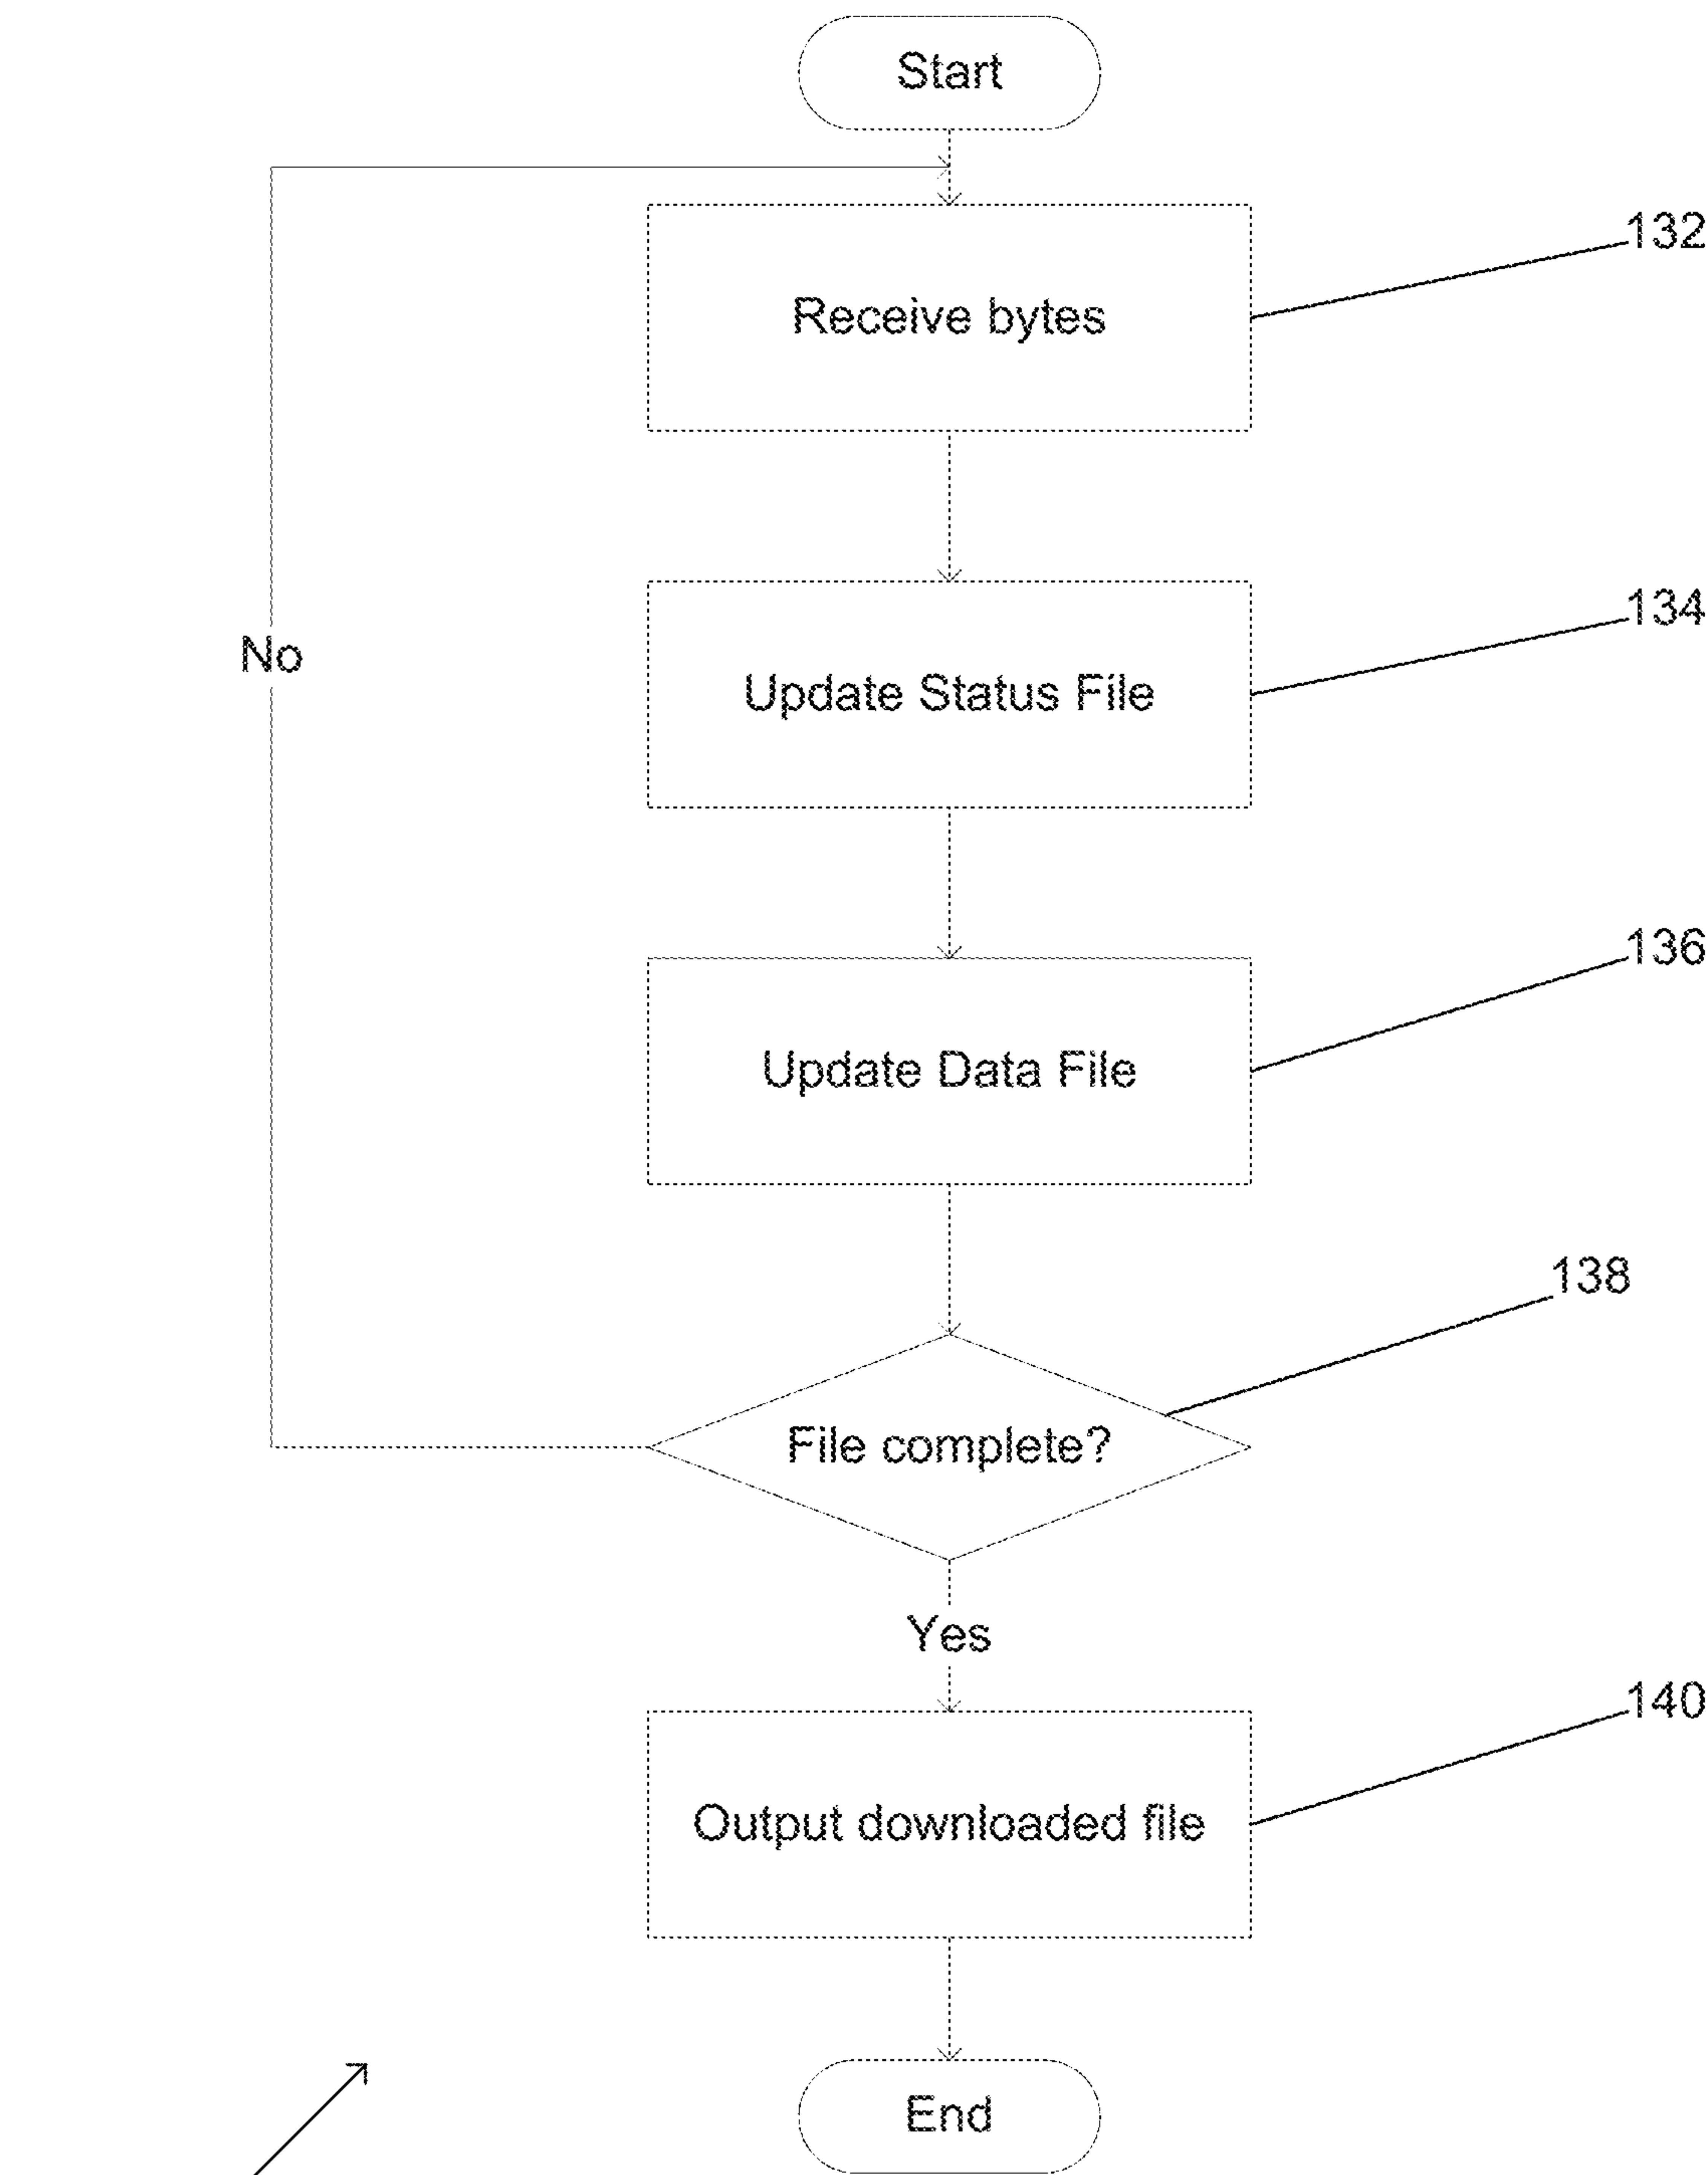 Start
132
Receive bytes
134
No
Update Status File
136
Update Data File
138
File complete?
Yes
140
Output downloaded file
End